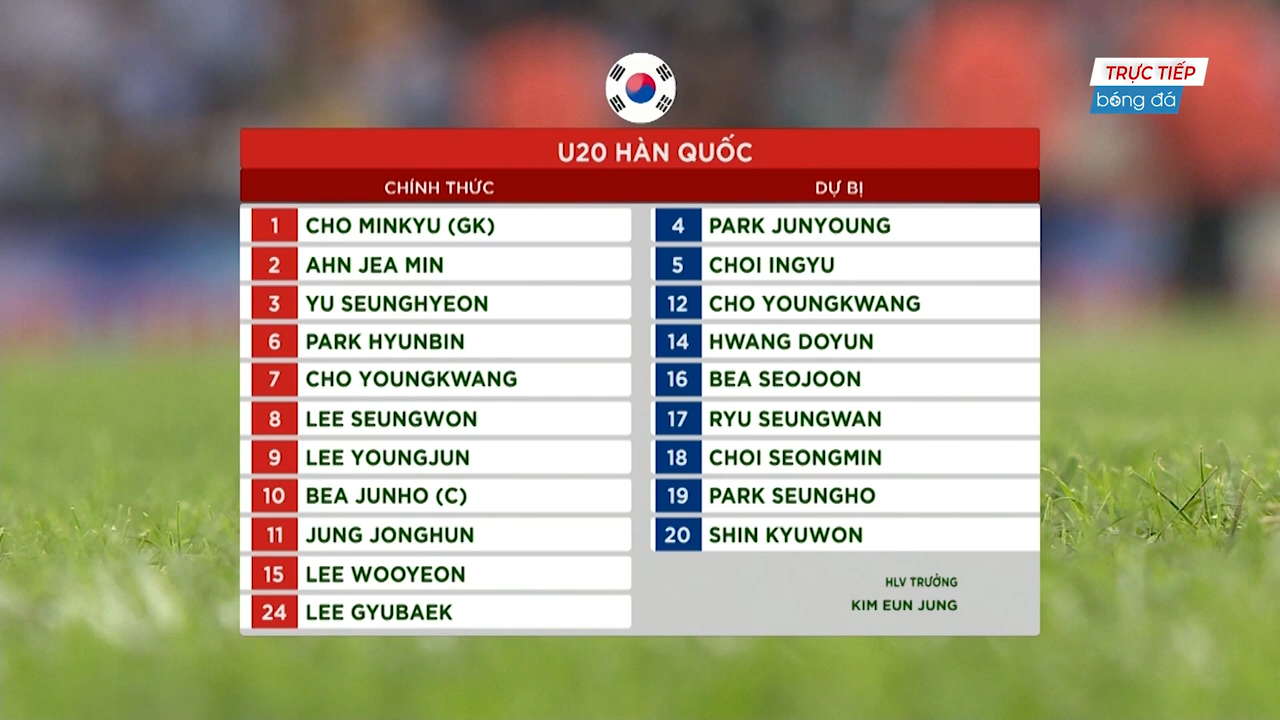 TRỰC TIẾP
bóng đá
U20 HÀN QUỐC
CHÍNH THỨC
1 CHO MINKYU (GK)
2 AHN JEA MIN
3 YU SEUNGHYEON
6 PARK HYUNBIN
7 CHO YOUNGKWANG
8 LEE SEUNGWON
9 LEE YOUNGJUN
10 BEA JUNHO (C)
11 JUNG JONGHUN
15 LEE WOOYEON
24 LEE GYUBAEK
DỰ BỊ
4 PARK JUNYOUNG
5 CHOI INGYU
12 CHO YOUNGKWANG
14 HWANG DOYUN
16 BEA SEOJOON
17 RYU SEUNGWAN
18 CHOI SEONGMIN
19 PARK SEUNGHO
20 SHIN KYUWON
HLV TRƯỞNG
KIM EUN JUNG